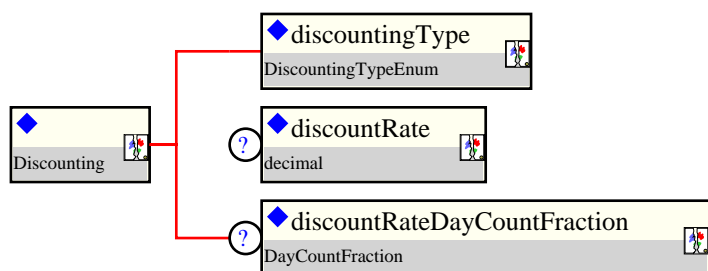 discountingType
DiscountingTypeEnum
Discounting
?
discountRate
decimal
?
discountRateDayCountFraction
DayCountFraction